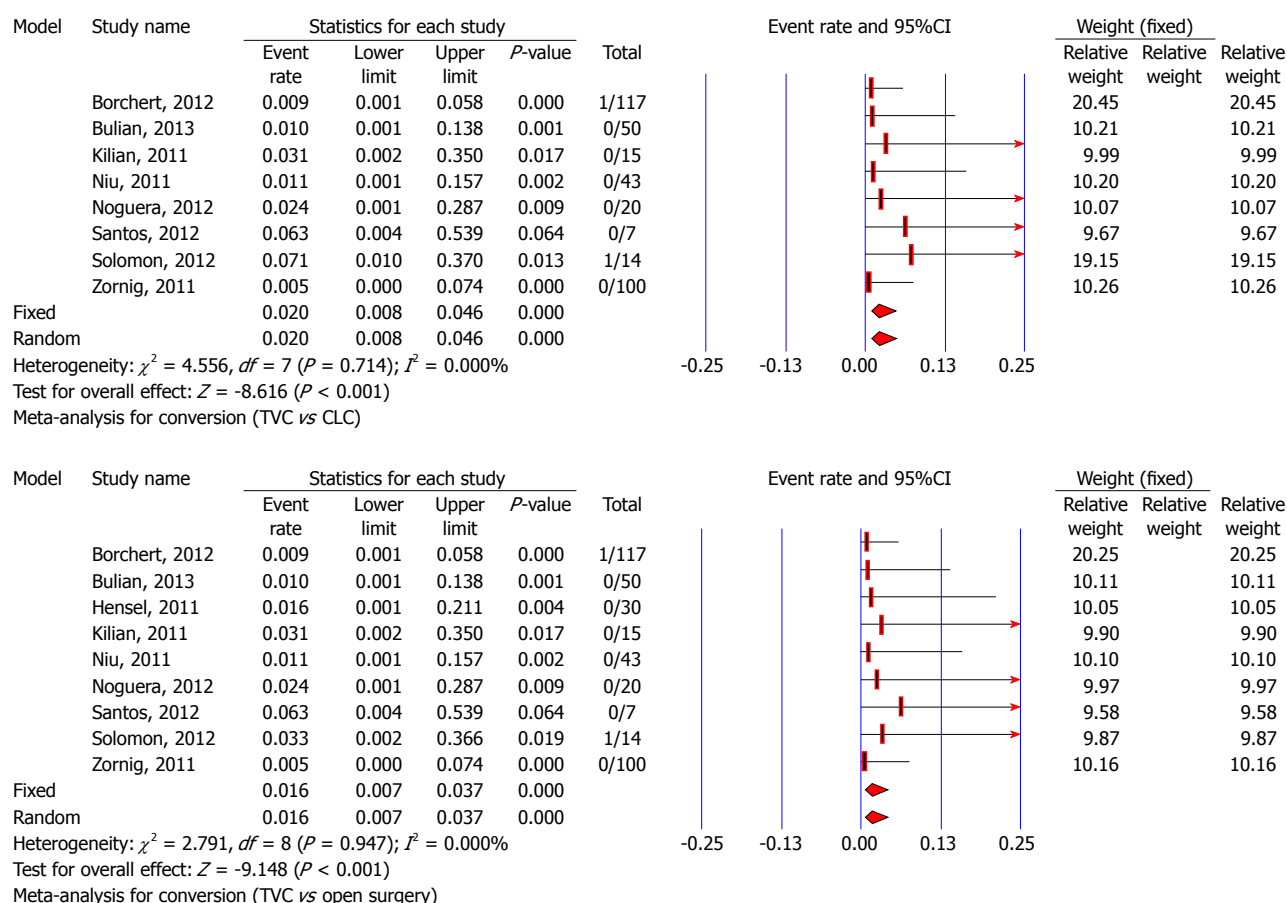 Model Study name Statistics for each study Event rate and 95%CI Weight (fixed)
Event Lower Upper P-value Total Relative Relative Relative
rate limit limit weight weight weight
Borchert, 2012 0.009 0.001 0.058 0.000 1/117 20.45 20.45
Bulian, 2013 0.010 0.001 0.138 0.001 0/50 10.21 10.21
Kilian, 2011 0.031 0.002 0.350 0.017 0/15 9.99 9.99
Niu, 2011 0.011 0.001 0.157 0.002 0/43 10.20 10.20
Noguera, 2012 0.024 0.001 0.287 0.009 0/20 10.07 10.07
Santos, 2012 0.063 0.004 0.539 0.064 0/7 9.67 9.67
Solomon, 2012 0.071 0.010 0.370 0.013 1/14 19.15 19.15
Zornig, 2011 0.005 0.000 0.074 0.000 0/100 10.26 10.26
Fixed 0.020 0.008 0.046 0.000
Random 0.020 0.008 0.046 0.000
Heterogeneity: χ² = 4.556, df = 7 (P = 0.714); I² = 0.000% -0.25 -0.13 0.00 0.13 0.25
Test for overall effect: Z = -8.616 (P < 0.001)
Meta-analysis for conversion (TVC vs CLC)
Model Study name Statistics for each study Event rate and 95%CI Weight (fixed)
Event Lower Upper P-value Total Relative Relative Relative
rate limit limit weight weight weight
Borchert, 2012 0.009 0.001 0.058 0.000 1/117 20.25 20.25
Bulian, 2013 0.010 0.001 0.138 0.001 0/50 10.11 10.11
Hensel, 2011 0.016 0.001 0.211 0.004 0/30 10.05 10.05
Kilian, 2011 0.031 0.002 0.350 0.017 0/15 9.90 9.90
Niu, 2011 0.011 0.001 0.157 0.002 0/43 10.10 10.10
Noguera, 2012 0.024 0.001 0.287 0.009 0/20 9.97 9.97
Santos, 2012 0.063 0.004 0.539 0.064 0/7 9.58 9.58
Solomon, 2012 0.033 0.002 0.366 0.019 1/14 9.87 9.87
Zornig, 2011 0.005 0.000 0.074 0.000 0/100 10.16 10.16
Fixed 0.016 0.007 0.037 0.000
Random 0.016 0.007 0.037 0.000
Heterogeneity: χ² = 2.791, df = 8 (P = 0.947); I² = 0.000% -0.25 -0.13 0.00 0.13 0.25
Test for overall effect: Z = -9.148 (P < 0.001)
Meta-analysis for conversion (TVC vs open surgery)